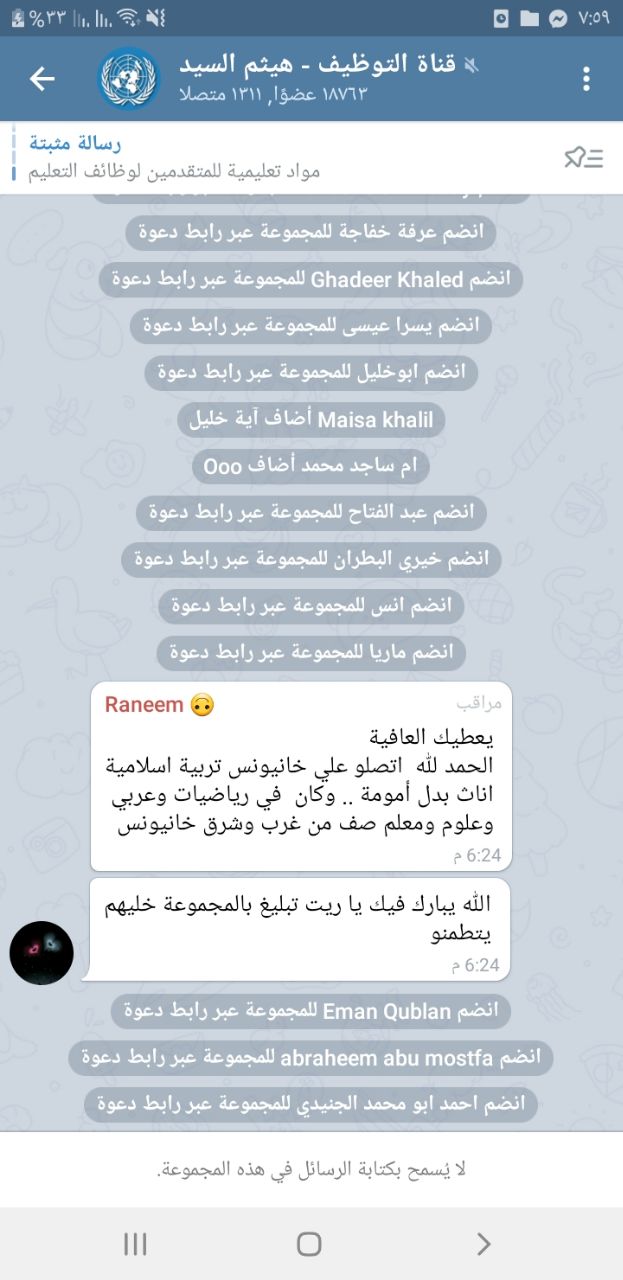 ٪٣٣
٧:٥٩
قناة التوظيف - هيثم السيد
١٨٧٦٣ عضوًا, ١٣١١ متصلا
رسالة مثبتة
مواد تعليمية للمتقدمين لوظائف التعليم
انضم عرفة خفاجة للمجموعة عبر رابط دعوة
انضم Ghadeer Khaled للمجموعة عبر رابط دعوة
انضم يسرا عيسى للمجموعة عبر رابط دعوة
انضم ابوخليل للمجموعة عبر رابط دعوة
Maisa khalil أضاف آية خليل
ام ساجد محمد أضاف Ooo
انضم عبد الفتاح للمجموعة عبر رابط دعوة
انضم خيري البطران للمجموعة عبر رابط دعوة
انضم انس للمجموعة عبر رابط دعوة
انضم ماريا للمجموعة عبر رابط دعوة
Raneem 🙃
مراقب
يعطيك العافية
الحمد لله اتصلو علي خانيونس تربية اسلامية
اناث بدل أمومة .. وكان في رياضيات وعربي
وعلوم ومعلم صف من غرب وشرق خانيونس
6:24 م
الله يبارك فيك يا ريت تبليغ بالمجموعة خليهم
يتطمنو
6:24 م
انضم Eman Qublan للمجموعة عبر رابط دعوة
انضم abraheem abu mostfa للمجموعة عبر رابط دعوة
انضم احمد ابو محمد الجنيدي للمجموعة عبر رابط دعوة
لا يُسمح بكتابة الرسائل في هذه المجموعة.